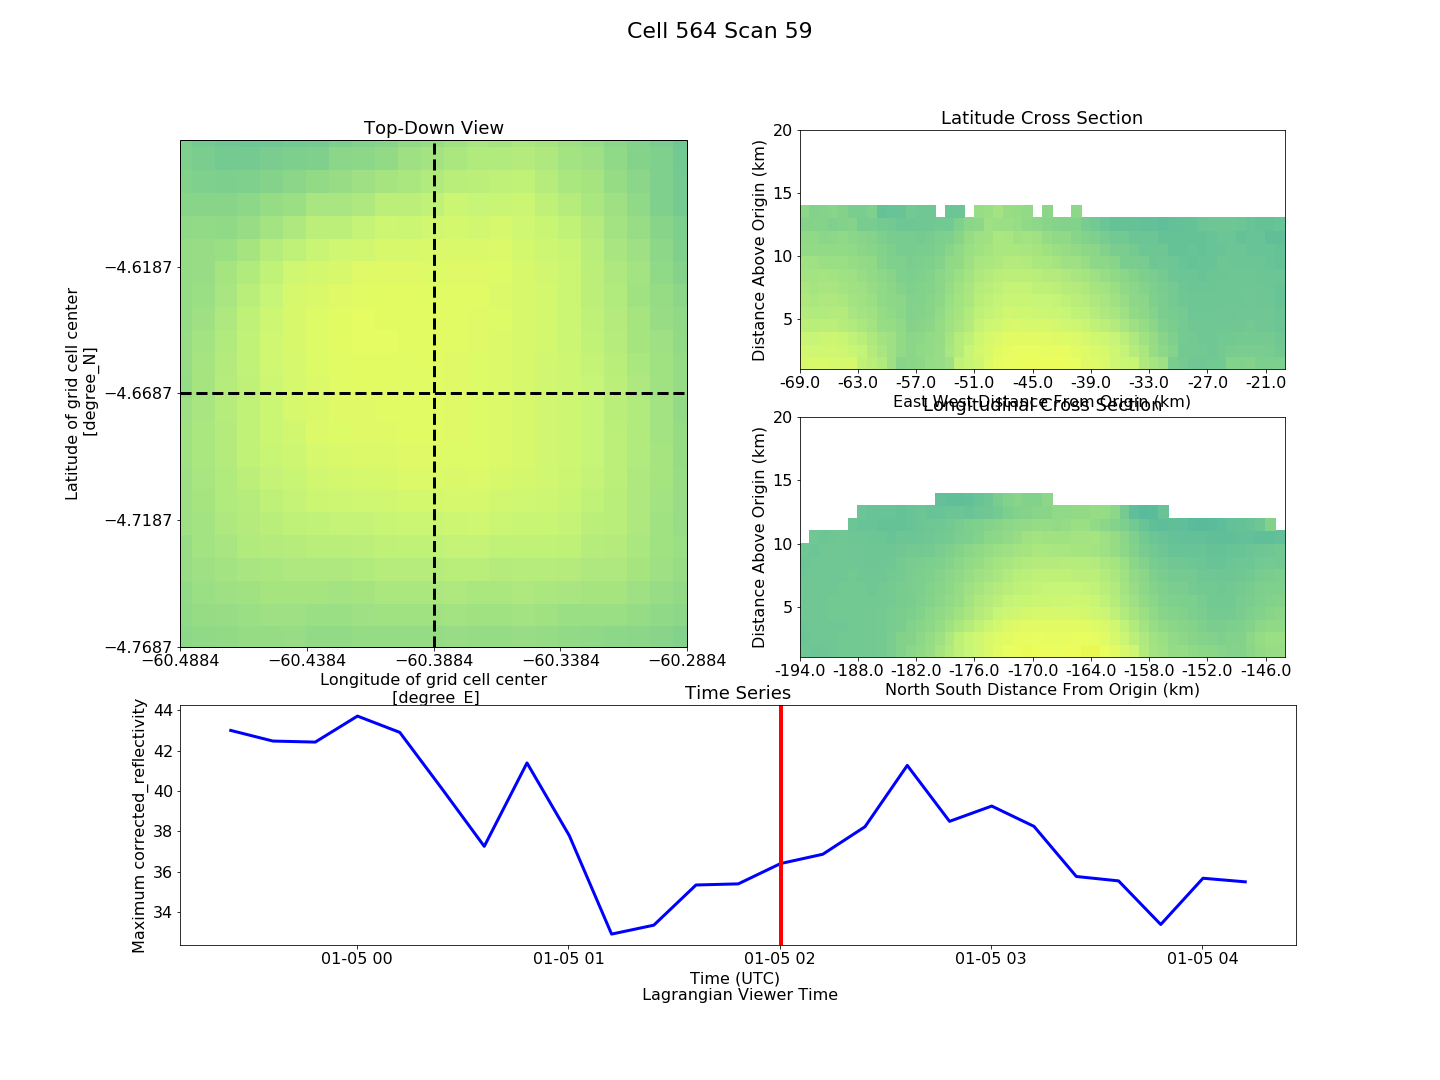 Cell 564 Scan 59
Top-Down View
Latitude of grid cell center
[degree_N]
−4.6187
−4.6687
−4.7187
−4.7687
−60.4884 −60.4384 −60.3884 −60.3384 −60.2884
Longitude of grid cell center
[degree_E]
Latitude Cross Section
Distance Above Origin (km)
20
15
10
5
-69.0 -63.0 -57.0 -51.0 -45.0 -39.0 -33.0 -27.0 -21.0
East West Distance From Origin (km)
Longitudinal Cross Section
Distance Above Origin (km)
20
15
10
5
-194.0 -188.0 -182.0 -176.0 -170.0 -164.0 -158.0 -152.0 -146.0
North South Distance From Origin (km)
Time Series
Maximum corrected_reflectivity
44
42
40
38
36
34
01-05 00 01-05 01 01-05 02 01-05 03 01-05 04
Time (UTC)
Lagrangian Viewer Time